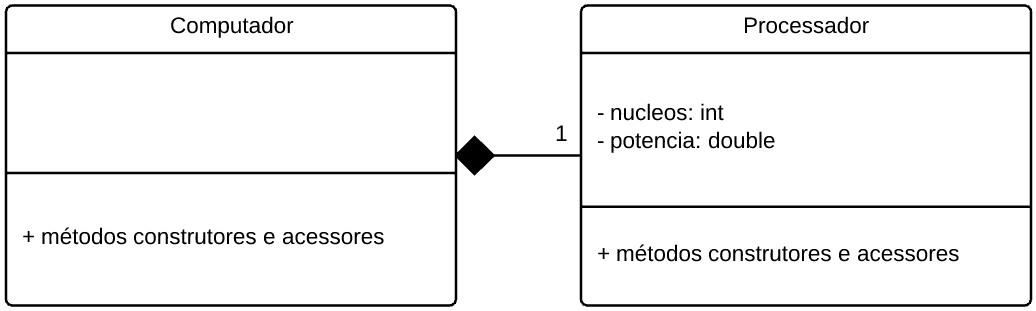 Computador
+ métodos construtores e acessores
1
Processador
- nucleos: int
- potencia: double
+ métodos construtores e acessores